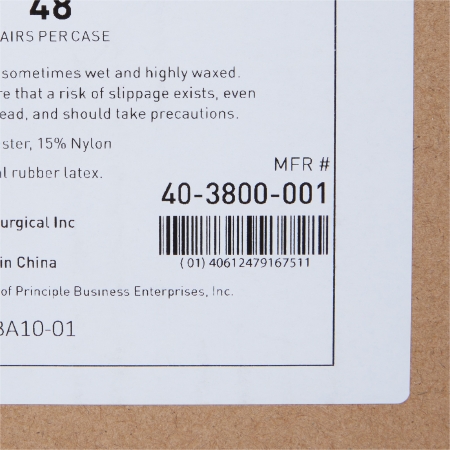 48
AIRS PER CASE
sometimes wet and highly waxed.
re that a risk of slippage exists, even
ead, and should take precautions.
ster, 15% Nylon
l rubber latex.
MFR #
40-3800-001
urgical Inc
(01) 40612479167511
in China
of Principle Business Enterprises, Inc.
BA10-01